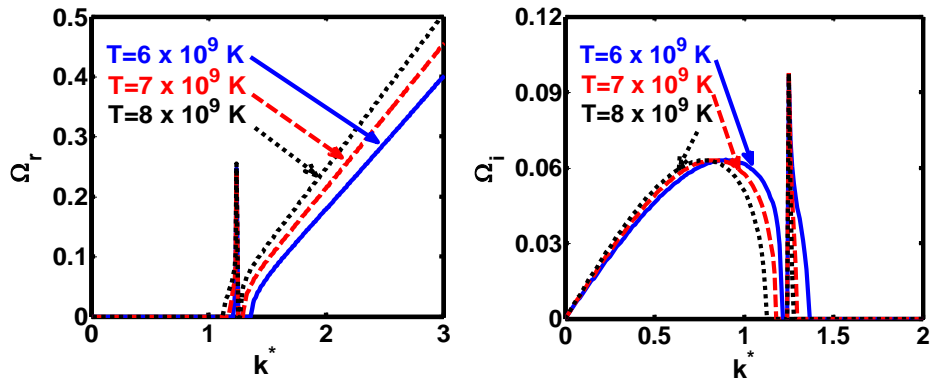 0.5
0.4
0.3
0.2
0.1
0
Ωr
T=6 x 10^9 K
T=7 x 10^9 K
T=8 x 10^9 K
0 1 2 3
k*
0.12
0.09
0.06
0.03
0
Ωi
T=6 x 10^9 K
T=7 x 10^9 K
T=8 x 10^9 K
0 0.5 1 1.5 2
k*